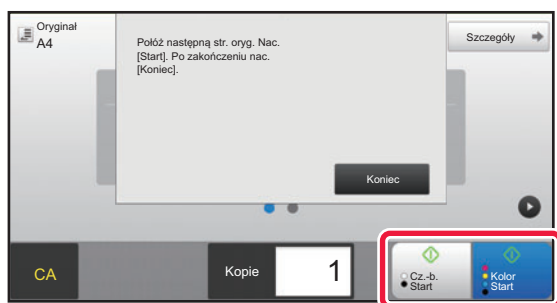 Oryginał
A4
Położ następną str. oryg. Nac.
[Start]. Po zakończeniu nac.
[Koniec].
Szczegóły
Koniec
CA
Kopie
1
Cz.-b.
Start
Kolor
Start